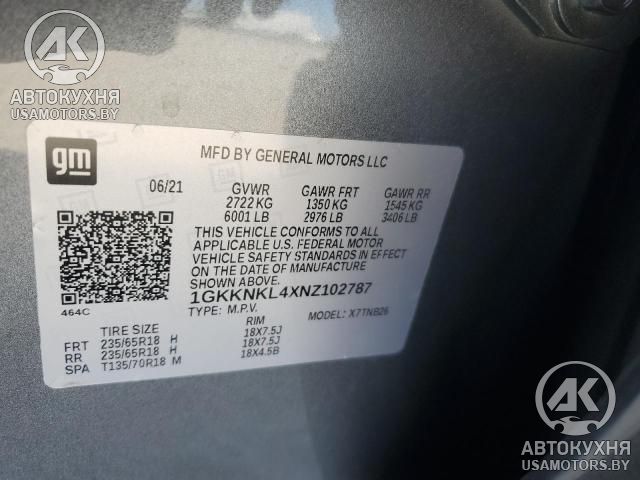 AK
АВТОКУХНЯ
USAMOTORS.BY
gm
MFD BY GENERAL MOTORS LLC
06/21 GVWR GAWR FRT GAWR RR
2722 KG 1350 KG 1545 KG
6001 LB 2976 LB 3406 LB
THIS VEHICLE CONFORMS TO ALL
APPLICABLE U.S. FEDERAL MOTOR
VEHICLE SAFETY STANDARDS IN EFFECT
ON THE DATE OF MANUFACTURE
SHOWN ABOVE.
1GKKNKL4XNZ102787
464C
TYPE: M.P.V. MODEL: X7TNB26
TIRE SIZE RIM
FRT 235/65R18 H 18X7.5J
RR 235/65R18 H 18X7.5J
SPA T135/70R18 M 18X4.5B
AK
АВТОКУХНЯ
USAMOTORS.BY